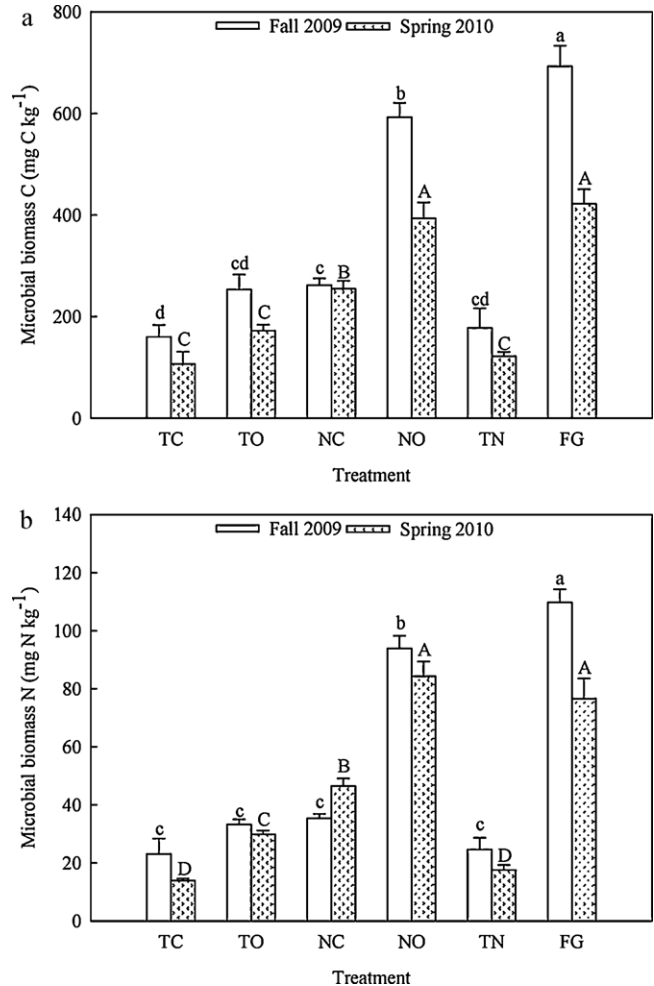 a
Fall 2009 Spring 2010
Microbial biomass C (mg C kg⁻¹)
800
600
400
200
0
d C cd C c B b A cd C a A
TC TO NC NO TN FG
Treatment
b
Fall 2009 Spring 2010
Microbial biomass N (mg N kg⁻¹)
140
120
100
80
60
40
20
0
c D c C c B b A c D a A
TC TO NC NO TN FG
Treatment